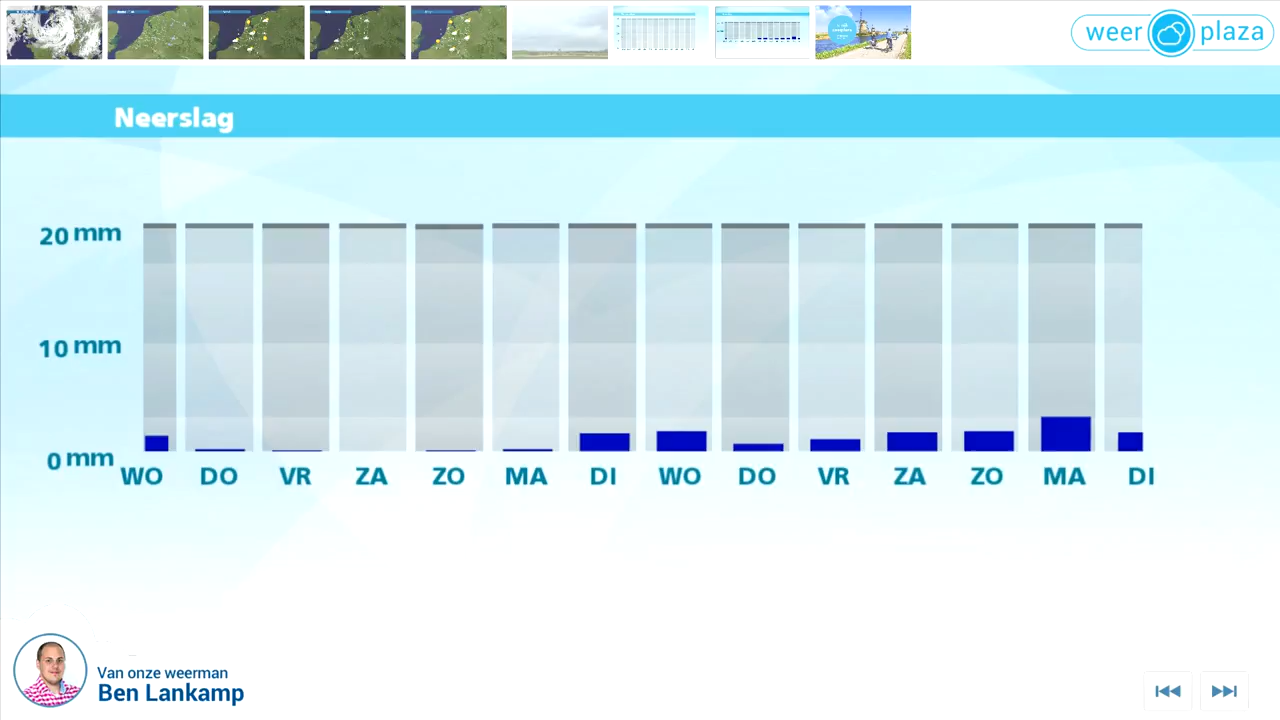 weer plaza
Neerslag
20 mm
10 mm
0 mm
WO DO VR ZA ZO MA DI WO DO VR ZA ZO MA DI
Van onze weerman
Ben Lankamp